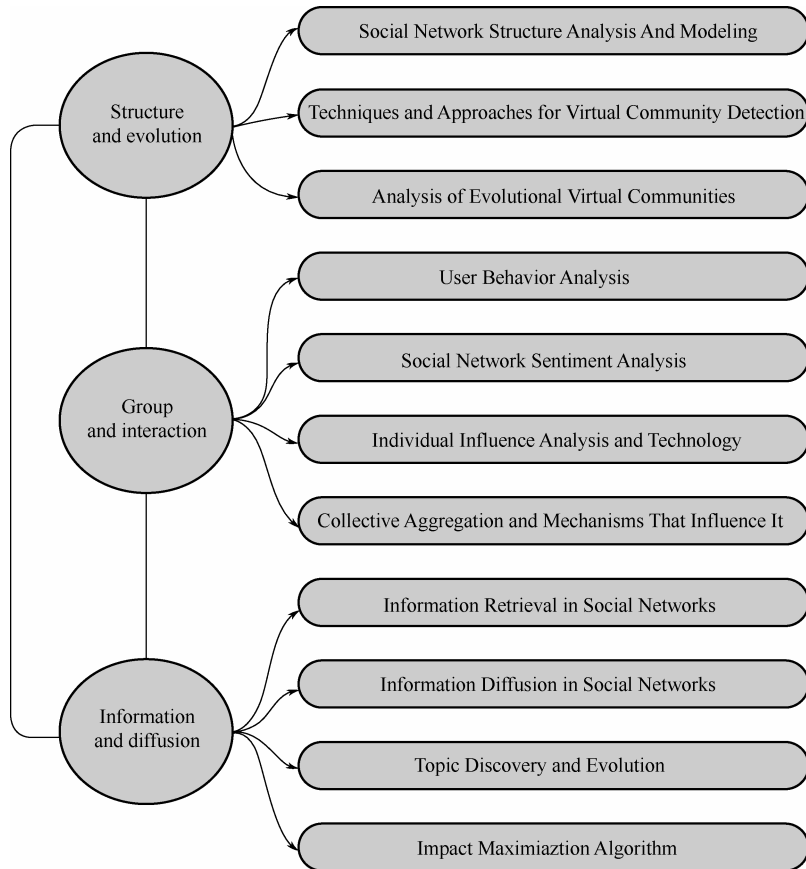 Structure
and evolution
Social Network Structure Analysis And Modeling
Techniques and Approaches for Virtual Community Detection
Analysis of Evolutional Virtual Communities
Group
and interaction
User Behavior Analysis
Social Network Sentiment Analysis
Individual Influence Analysis and Technology
Collective Aggregation and Mechanisms That Influence It
Information
and diffusion
Information Retrieval in Social Networks
Information Diffusion in Social Networks
Topic Discovery and Evolution
Impact Maximiaztion Algorithm